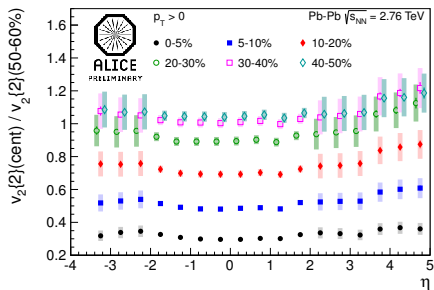 p_T > 0
Pb-Pb √s_NN = 2.76 TeV
ALICE
PRELIMINARY
0-5%
5-10%
10-20%
20-30%
30-40%
40-50%
v₂{2}(cent) / v₂{2}(50-60%)
1.6
1.4
1.2
1
0.8
0.6
0.4
0.2
-4 -3 -2 -1 0 1 2 3 4 5
η